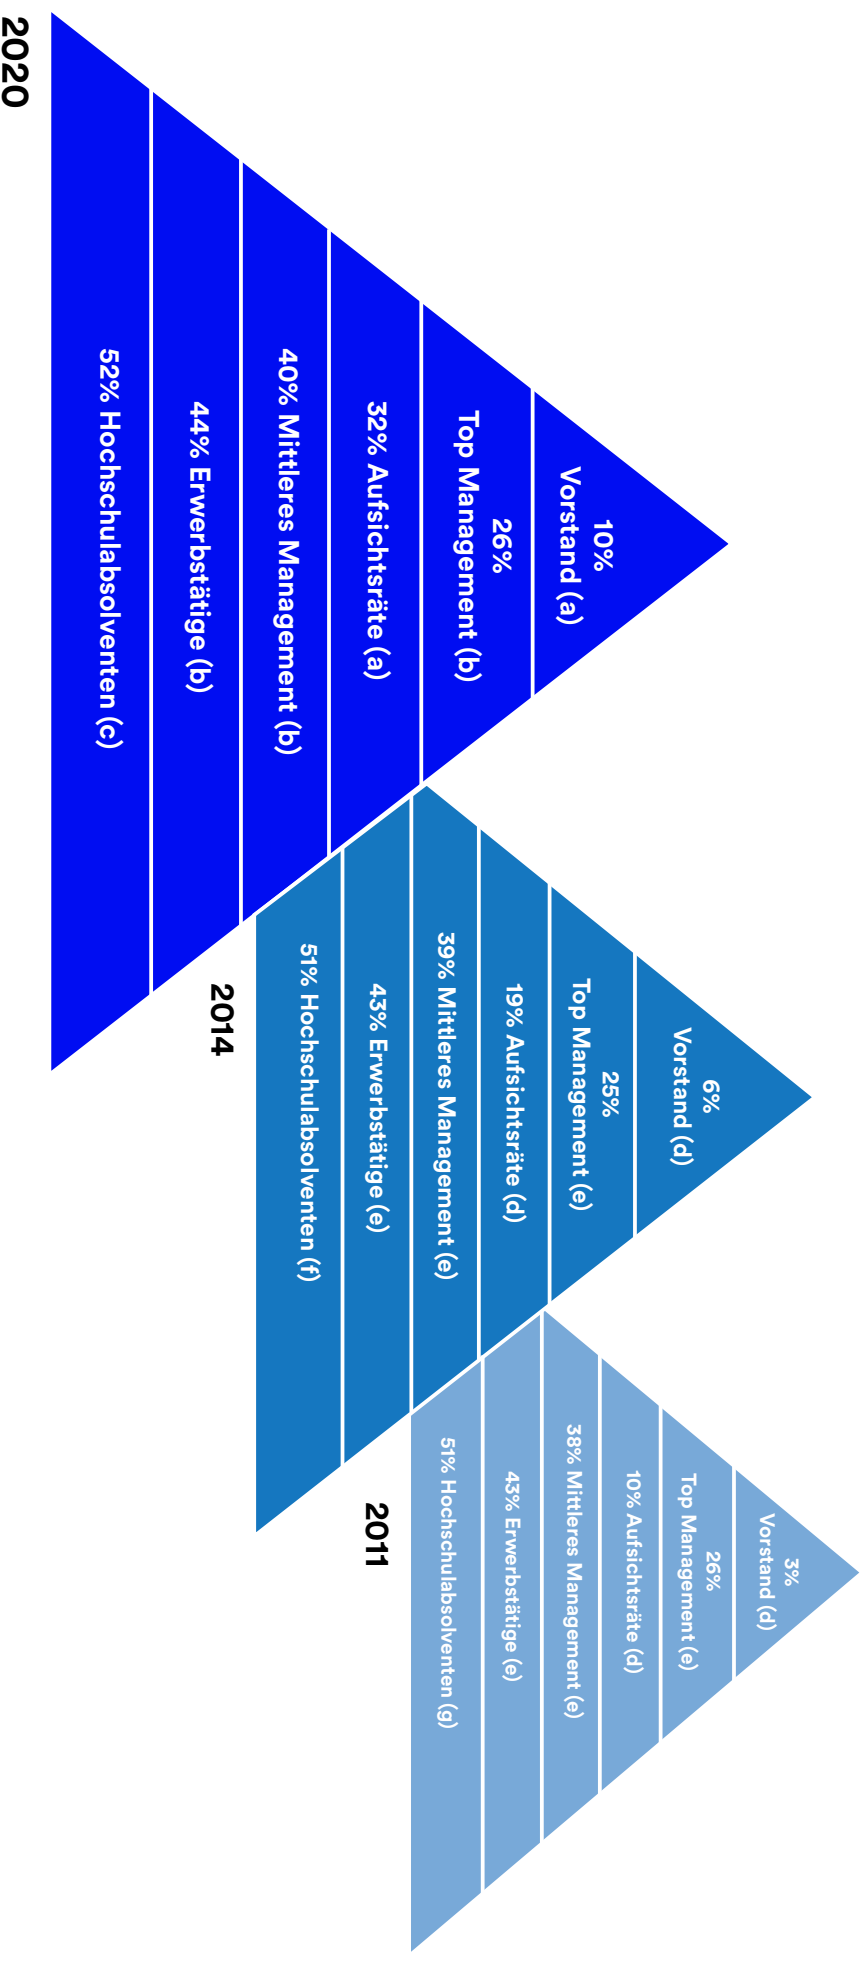 10%
Vorstand (a)
26%
Top Management (b)
32% Aufsichtsräte (a)
40% Mittleres Management (b)
44% Erwerbstätige (b)
52% Hochschulabsolventen (c)
2020
6%
Vorstand (d)
25%
Top Management (e)
19% Aufsichtsräte (d)
39% Mittleres Management (e)
43% Erwerbstätige (e)
51% Hochschulabsolventen (f)
2014
3%
Vorstand (d)
26%
Top Management (e)
10% Aufsichtsräte (d)
38% Mittleres Management (e)
43% Erwerbstätige (e)
51% Hochschulabsolventen (g)
2011